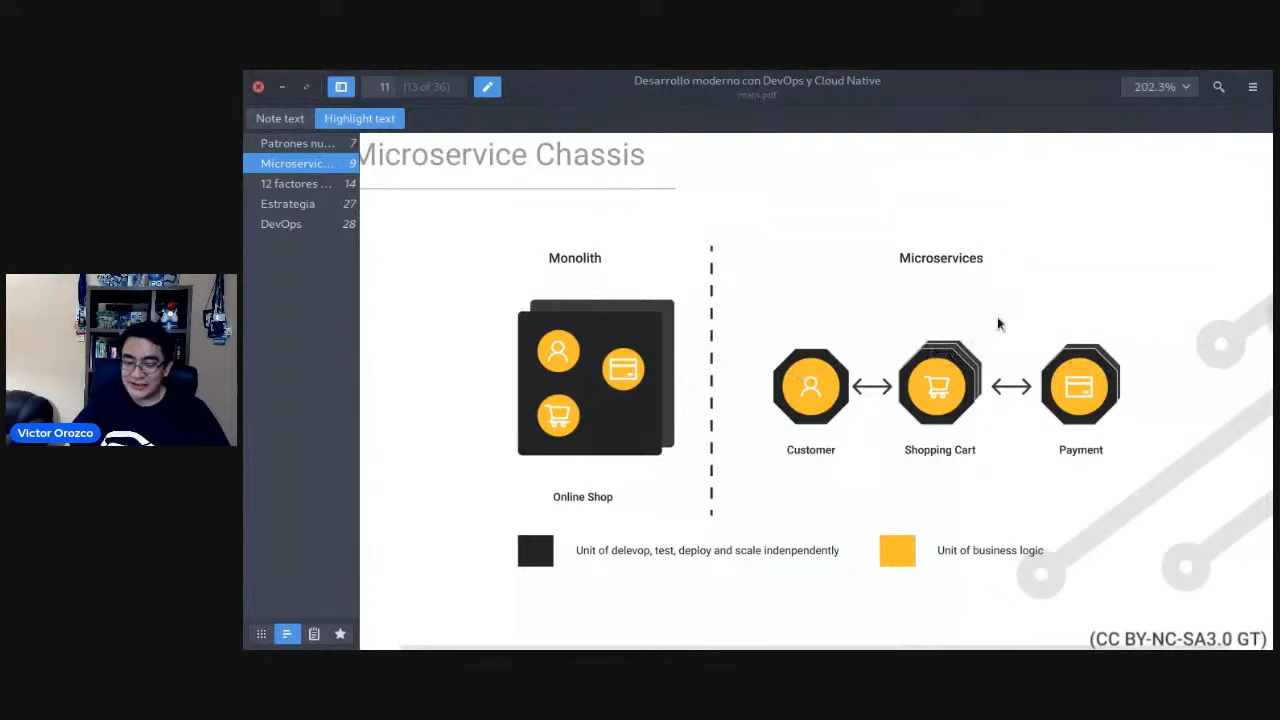 Desarrollo moderno con DevOps y Cloud Native
main.pdf
11 (13 of 36)
202.3%
Note text
Highlight text
Patrones nu... 7
Microservic... 9
12 factores ... 14
Estrategia 27
DevOps 28
Microservice Chassis
Monolith
Microservices
Customer
Shopping Cart
Payment
Online Shop
Unit of delevop, test, deploy and scale indenpendently
Unit of business logic
(CC BY-NC-SA3.0 GT)
Victor Orozco